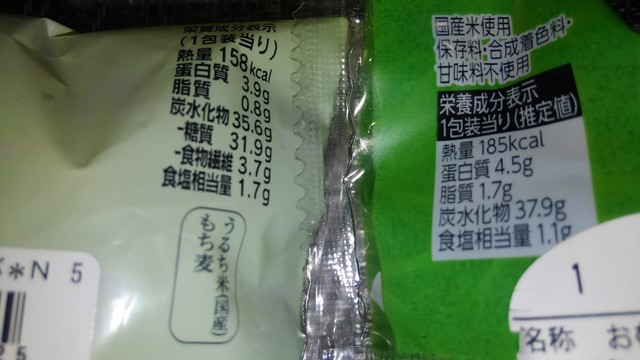 栄養成分表示
(1包装当り)
熱量 158kcal
蛋白質 3.9g
脂質 0.8g
炭水化物 35.6g
-糖質 31.9g
-食物繊維 3.7g
食塩相当量 1.7g
うるち米(国産)
もち麦
*N 5
25
国産米使用
保存料・合成着色料・
甘味料不使用
栄養成分表示
1包装当り(推定値)
熱量 185kcal
蛋白質 4.5g
脂質 1.7g
炭水化物 37.9g
食塩相当量 1.1g
1
名称 お